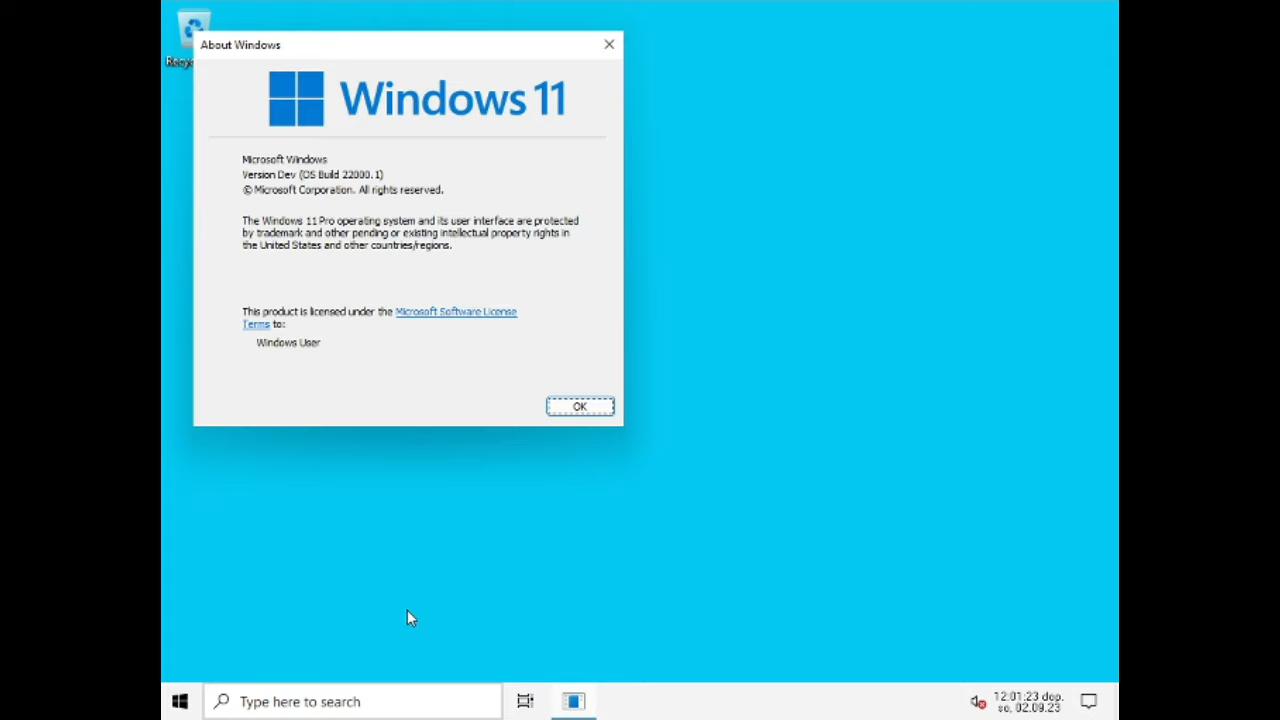 About Windows
Windows 11
Microsoft Windows
Version Dev (OS Build 22000.1)
© Microsoft Corporation. All rights reserved.
The Windows 11 Pro operating system and its user interface are protected
by trademark and other pending or existing intellectual property rights in
the United States and other countries/regions.
This product is licensed under the Microsoft Software License
Terms to:
Windows User
OK
Type here to search
12:01:23 dop.
so, 02.09.23